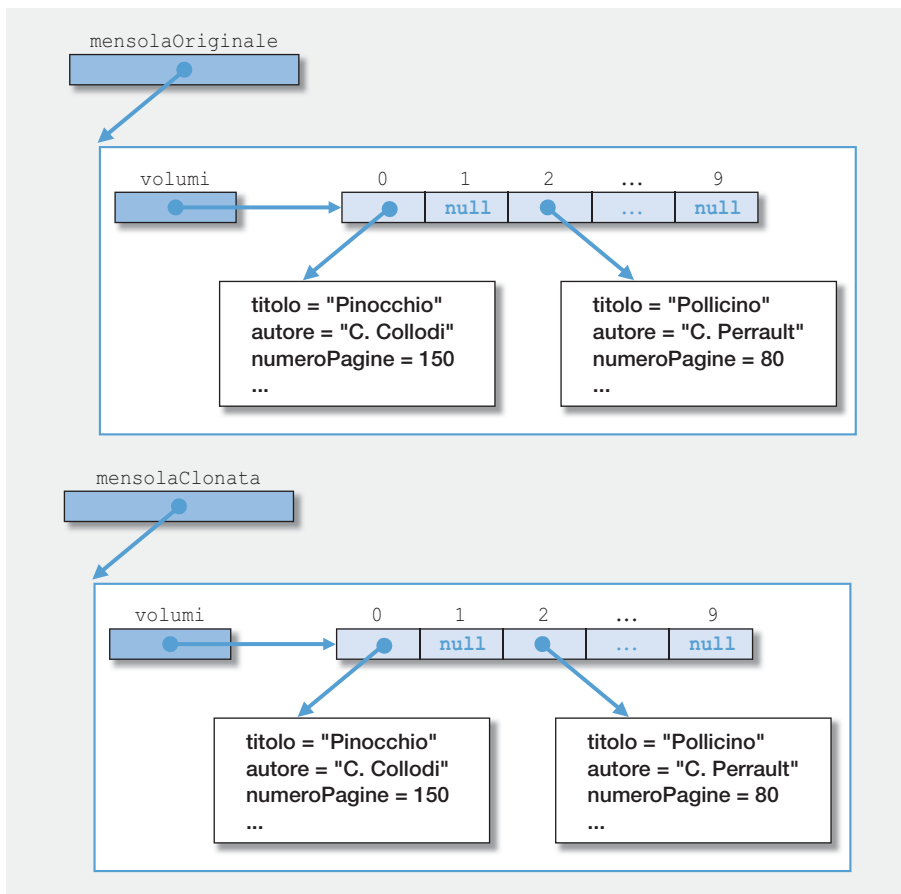 mensolaOriginale
volumi 0 1 2 ... 9
null ... null
titolo = "Pinocchio"
autore = "C. Collodi"
numeroPagine = 150
...
titolo = "Pollicino"
autore = "C. Perrault"
numeroPagine = 80
...
mensolaClonata
volumi 0 1 2 ... 9
null ... null
titolo = "Pinocchio"
autore = "C. Collodi"
numeroPagine = 150
...
titolo = "Pollicino"
autore = "C. Perrault"
numeroPagine = 80
...